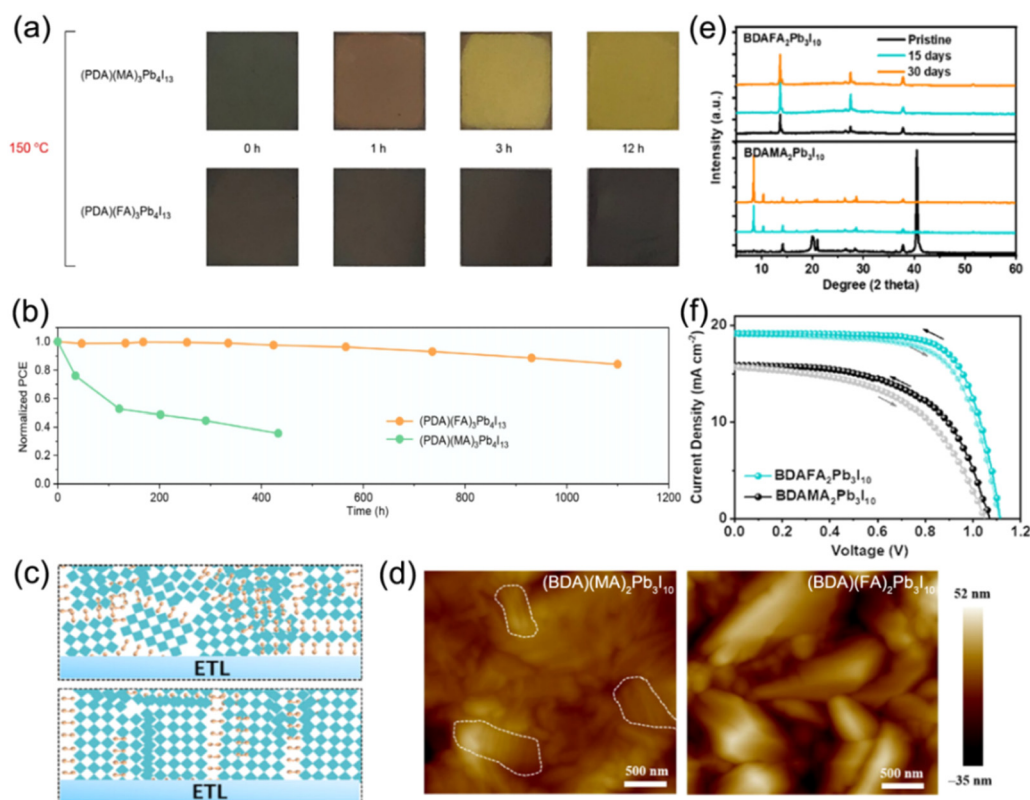 (a)
150 °C
(PDA)(MA)₃Pb₄I₁₃
0 h
1 h
3 h
12 h
(PDA)(FA)₃Pb₄I₁₃
(e)
BDAFA₂Pb₃I₁₀
Pristine
15 days
30 days
BDAMA₂Pb₃I₁₀
Intensity (a.u.)
10
20
30
40
50
60
Degree (2 theta)
(b)
Normalized PCE
1.0
0.8
0.6
0.4
0.2
0.0
(PDA)(FA)₃Pb₄I₁₃
(PDA)(MA)₃Pb₄I₁₃
0
200
400
600
800
1000
1200
Time (h)
(f)
Current Density (mA cm⁻²)
20
10
0
BDAFA₂Pb₃I₁₀
BDAMA₂Pb₃I₁₀
0.0
0.2
0.4
0.6
0.8
1.0
1.2
Voltage (V)
(c)
ETL
ETL
(d)
(BDA)(MA)₂Pb₃I₁₀
500 nm
(BDA)(FA)₂Pb₃I₁₀
500 nm
52 nm
−35 nm